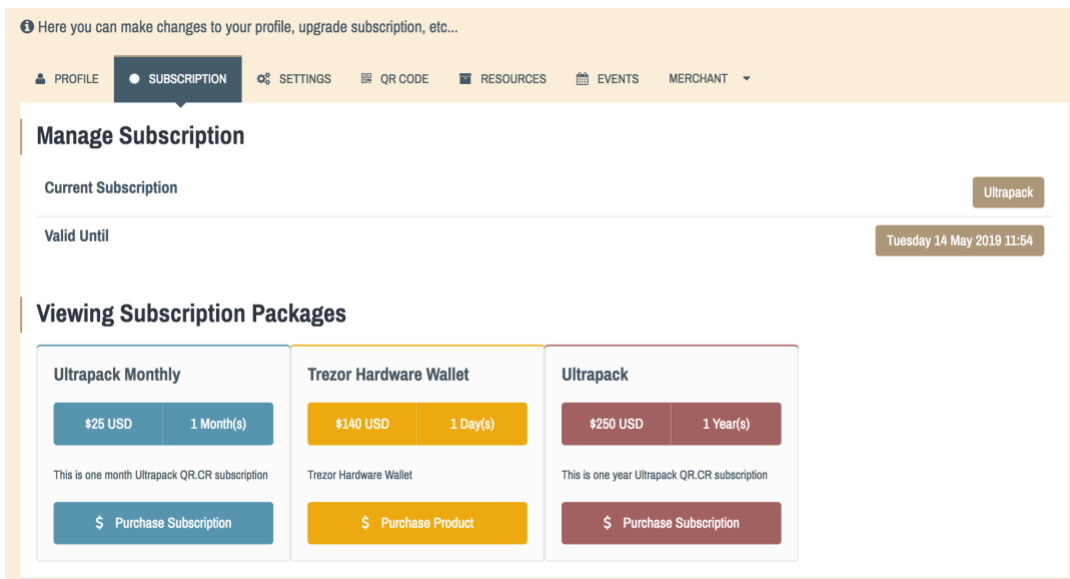 Here you can make changes to your profile, upgrade subscription, etc...
PROFILE SUBSCRIPTION SETTINGS QR CODE RESOURCES EVENTS MERCHANT
Manage Subscription
Current Subscription Ultrapack
Valid Until Tuesday 14 May 2019 11:54
Viewing Subscription Packages
Ultrapack Monthly Trezor Hardware Wallet Ultrapack
$25 USD 1 Month(s) $140 USD 1 Day(s) $250 USD 1 Year(s)
This is one month Ultrapack QR.CR subscription Trezor Hardware Wallet This is one year Ultrapack QR.CR subscription
$ Purchase Subscription $ Purchase Product $ Purchase Subscription